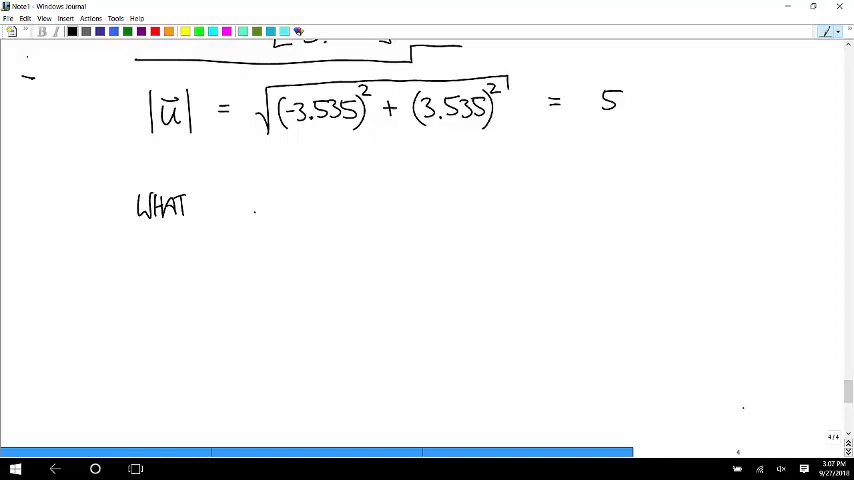 Note1 - Windows Journal
File Edit View Insert Actions Tools Help
B I
|u⃗| = √((-3.535)² + (3.535)²) = 5
WHAT
4/4
4
3:07 PM
9/27/2018